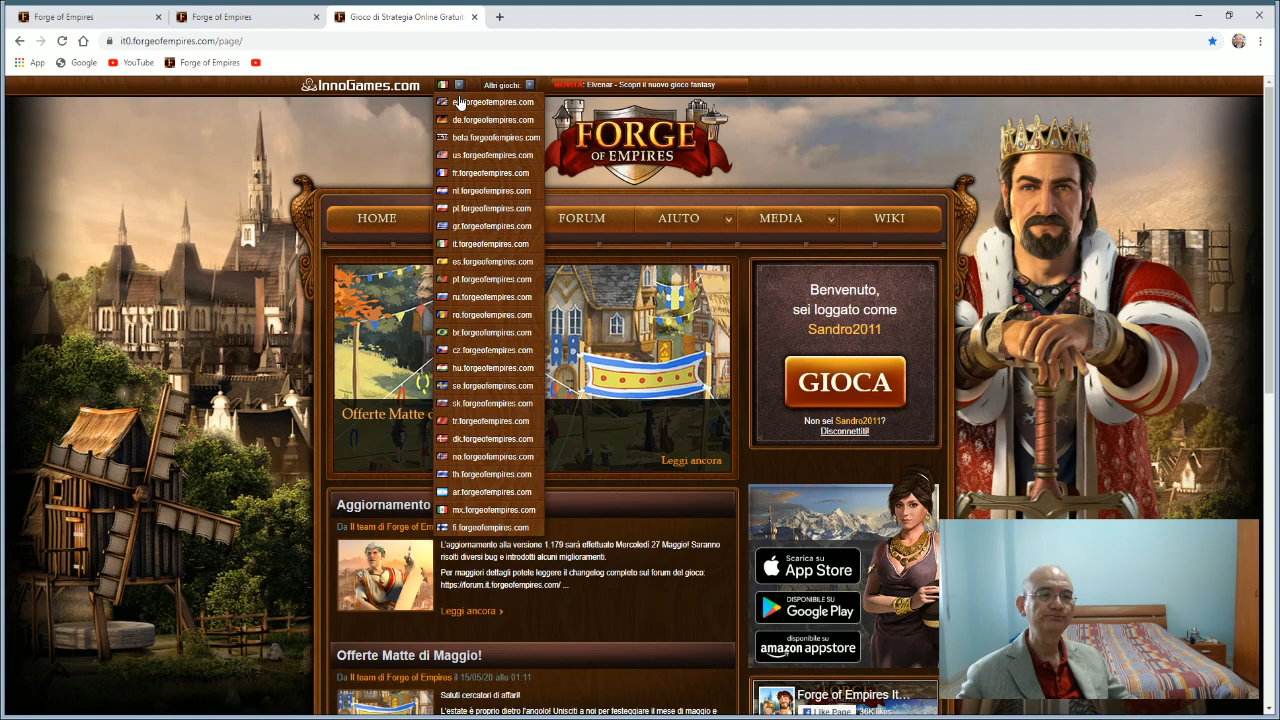 Forge of Empires
Forge of Empires
Gioco di Strategia Online Gratuit
it0.forgeofempires.com/page/
App
Google
YouTube
Forge of Empires
InnoGames.com
Altri giochi:
NOVITÀ: Elvenar - Scopri il nuovo gioco fantasy
forgeofempires.com
de.forgeofempires.com
beta.forgeofempires.com
us.forgeofempires.com
fr.forgeofempires.com
nl.forgeofempires.com
pl.forgeofempires.com
gr.forgeofempires.com
it.forgeofempires.com
es.forgeofempires.com
pt.forgeofempires.com
ru.forgeofempires.com
ro.forgeofempires.com
br.forgeofempires.com
cz.forgeofempires.com
hu.forgeofempires.com
se.forgeofempires.com
sk.forgeofempires.com
tr.forgeofempires.com
dk.forgeofempires.com
no.forgeofempires.com
th.forgeofempires.com
ar.forgeofempires.com
mx.forgeofempires.com
fi.forgeofempires.com
FORGE
OF EMPIRES
HOME
FORUM
AIUTO
MEDIA
WIKI
Offerte Matte d
Leggi ancora
Benvenuto,
sei loggato come
Sandro2011
GIOCA
Non sei Sandro2011?
Disconnettiti!
Aggiornamento
Da Il team di Forge of Em
L'aggiornamento alla versione 1.179 sarà effettuato Mercoledì 27 Maggio! Saranno
risolti diversi bug e introdotti alcuni miglioramenti.
Per maggiori dettagli potete leggere il changelog completo sul forum del gioco:
https://forum.it.forgeofempires.com/ ...
Leggi ancora
Offerte Matte di Maggio!
Da Il team di Forge of Empires il 15/05/20 alle 01:11
Saluti cercatori di affari!
L'estate è proprio dietro l'angolo! Unisciti a noi per festeggiare il mese di maggio e
Scarica su
App Store
DISPONIBILE SU
Google Play
disponibile su
amazon appstore
Forge of Empires It...
Like Page
36K likes